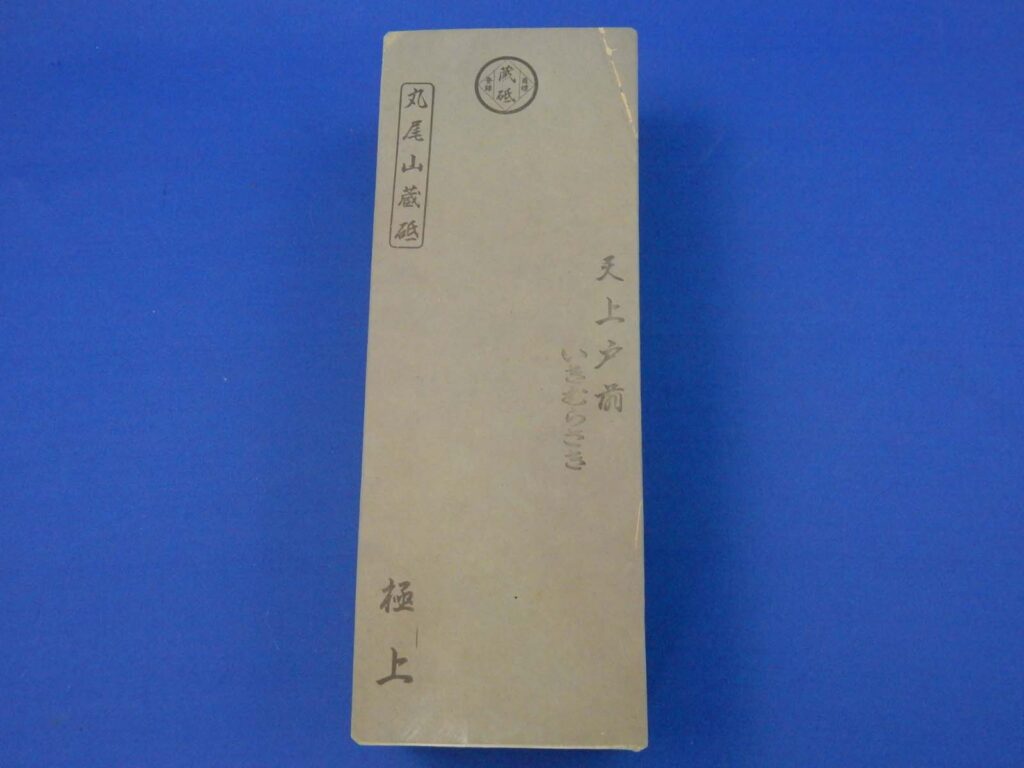 蔵砥
丸尾山蔵砥
天上戸前
いきむらさき
極上